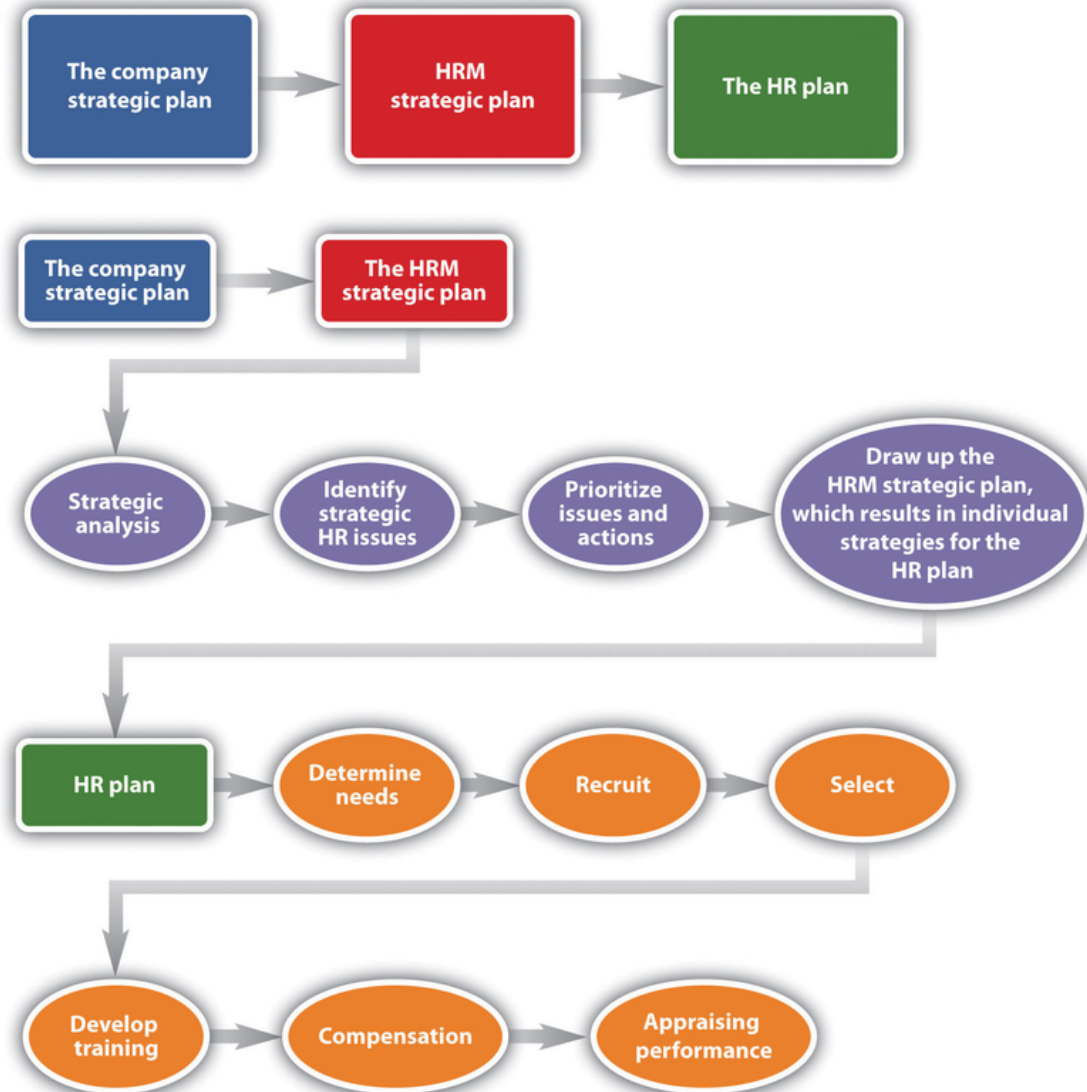 The company
strategic plan
HRM
strategic plan
The HR plan
The company
strategic plan
The HRM
strategic plan
Strategic
analysis
Identify
strategic
HR issues
Prioritize
issues and
actions
Draw up the
HRM strategic plan,
which results in individual
strategies for the
HR plan
HR plan
Determine
needs
Recruit
Select
Develop
training
Compensation
Appraising
performance